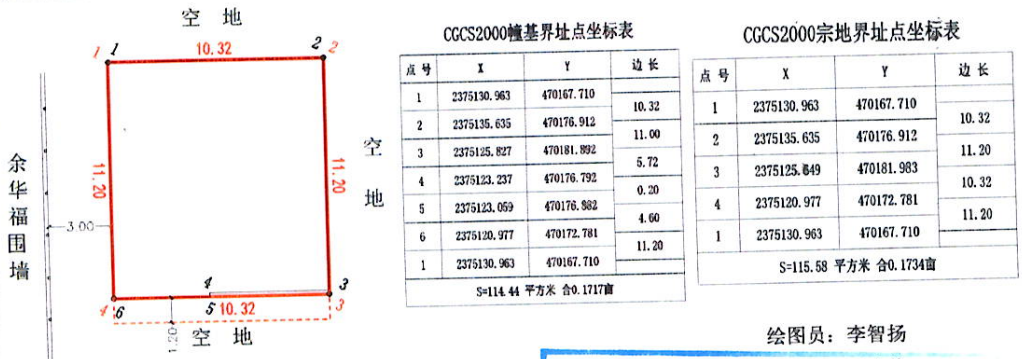 空 地
1 1 10.32 2 2
余华福围墙
11.20
11.20
空地
3.00
4 3
4 6 5 10.32 3
1.20
空 地
CGCS2000幢基界址点坐标表
点号 X Y 边长
1 2375130.963 470167.710
10.32
2 2375135.635 470176.912
11.00
3 2375125.827 470181.892
5.72
4 2375123.237 470176.792
0.20
5 2375123.059 470176.882
4.60
6 2375120.977 470172.781
11.20
1 2375130.963 470167.710
S=114.44 平方米 合0.1717亩
CGCS2000宗地界址点坐标表
点号 X Y 边长
1 2375130.963 470167.710
10.32
2 2375135.635 470176.912
11.20
3 2375125.649 470181.983
10.32
4 2375120.977 470172.781
11.20
1 2375130.963 470167.710
S=115.58 平方米 合0.1734亩
绘图员：李智扬